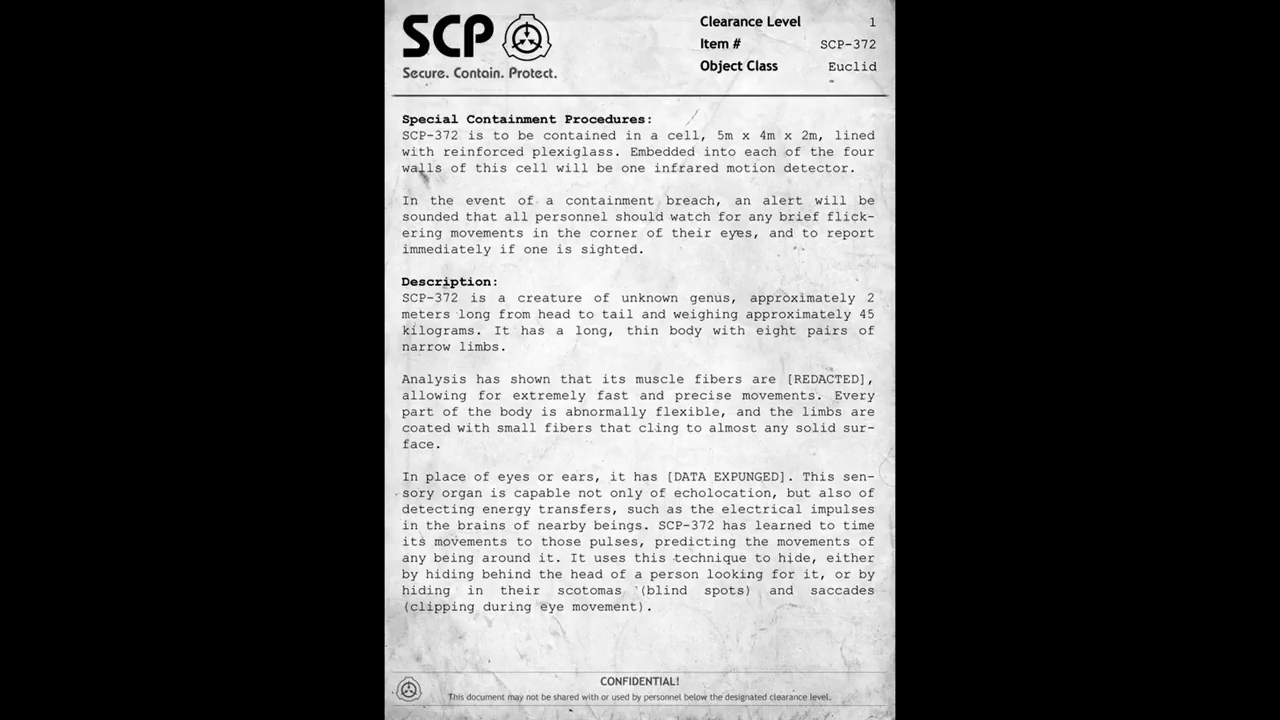 SCP
Secure. Contain. Protect.
Clearance Level 1
Item # SCP-372
Object Class Euclid
Special Containment Procedures:
SCP-372 is to be contained in a cell, 5m x 4m x 2m, lined
with reinforced plexiglass. Embedded into each of the four
walls of this cell will be one infrared motion detector.
In the event of a containment breach, an alert will be
sounded that all personnel should watch for any brief flick-
ering movements in the corner of their eyes, and to report
immediately if one is sighted.
Description:
SCP-372 is a creature of unknown genus, approximately 2
meters long from head to tail and weighing approximately 45
kilograms. It has a long, thin body with eight pairs of
narrow limbs.
Analysis has shown that its muscle fibers are [REDACTED],
allowing for extremely fast and precise movements. Every
part of the body is abnormally flexible, and the limbs are
coated with small fibers that cling to almost any solid sur-
face.
In place of eyes or ears, it has [DATA EXPUNGED]. This sen-
sory organ is capable not only of echolocation, but also of
detecting energy transfers, such as the electrical impulses
in the brains of nearby beings. SCP-372 has learned to time
its movements to those pulses, predicting the movements of
any being around it. It uses this technique to hide, either
by hiding behind the head of a person looking for it, or by
hiding in their scotomas (blind spots) and saccades
(clipping during eye movement).
CONFIDENTIAL!
This document may not be shared with or used by personnel below the designated clearance level.